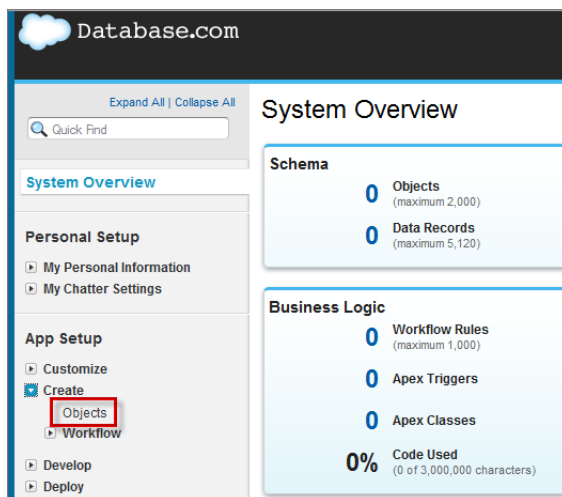 Database.com
Expand All | Collapse All
Quick Find
System Overview
Personal Setup
My Personal Information
My Chatter Settings
App Setup
Customize
Create
Objects
Workflow
Develop
Deploy
System Overview
Schema
0 Objects
(maximum 2,000)
0 Data Records
(maximum 5,120)
Business Logic
0 Workflow Rules
(maximum 1,000)
0 Apex Triggers
0 Apex Classes
0% Code Used
(0 of 3,000,000 characters)